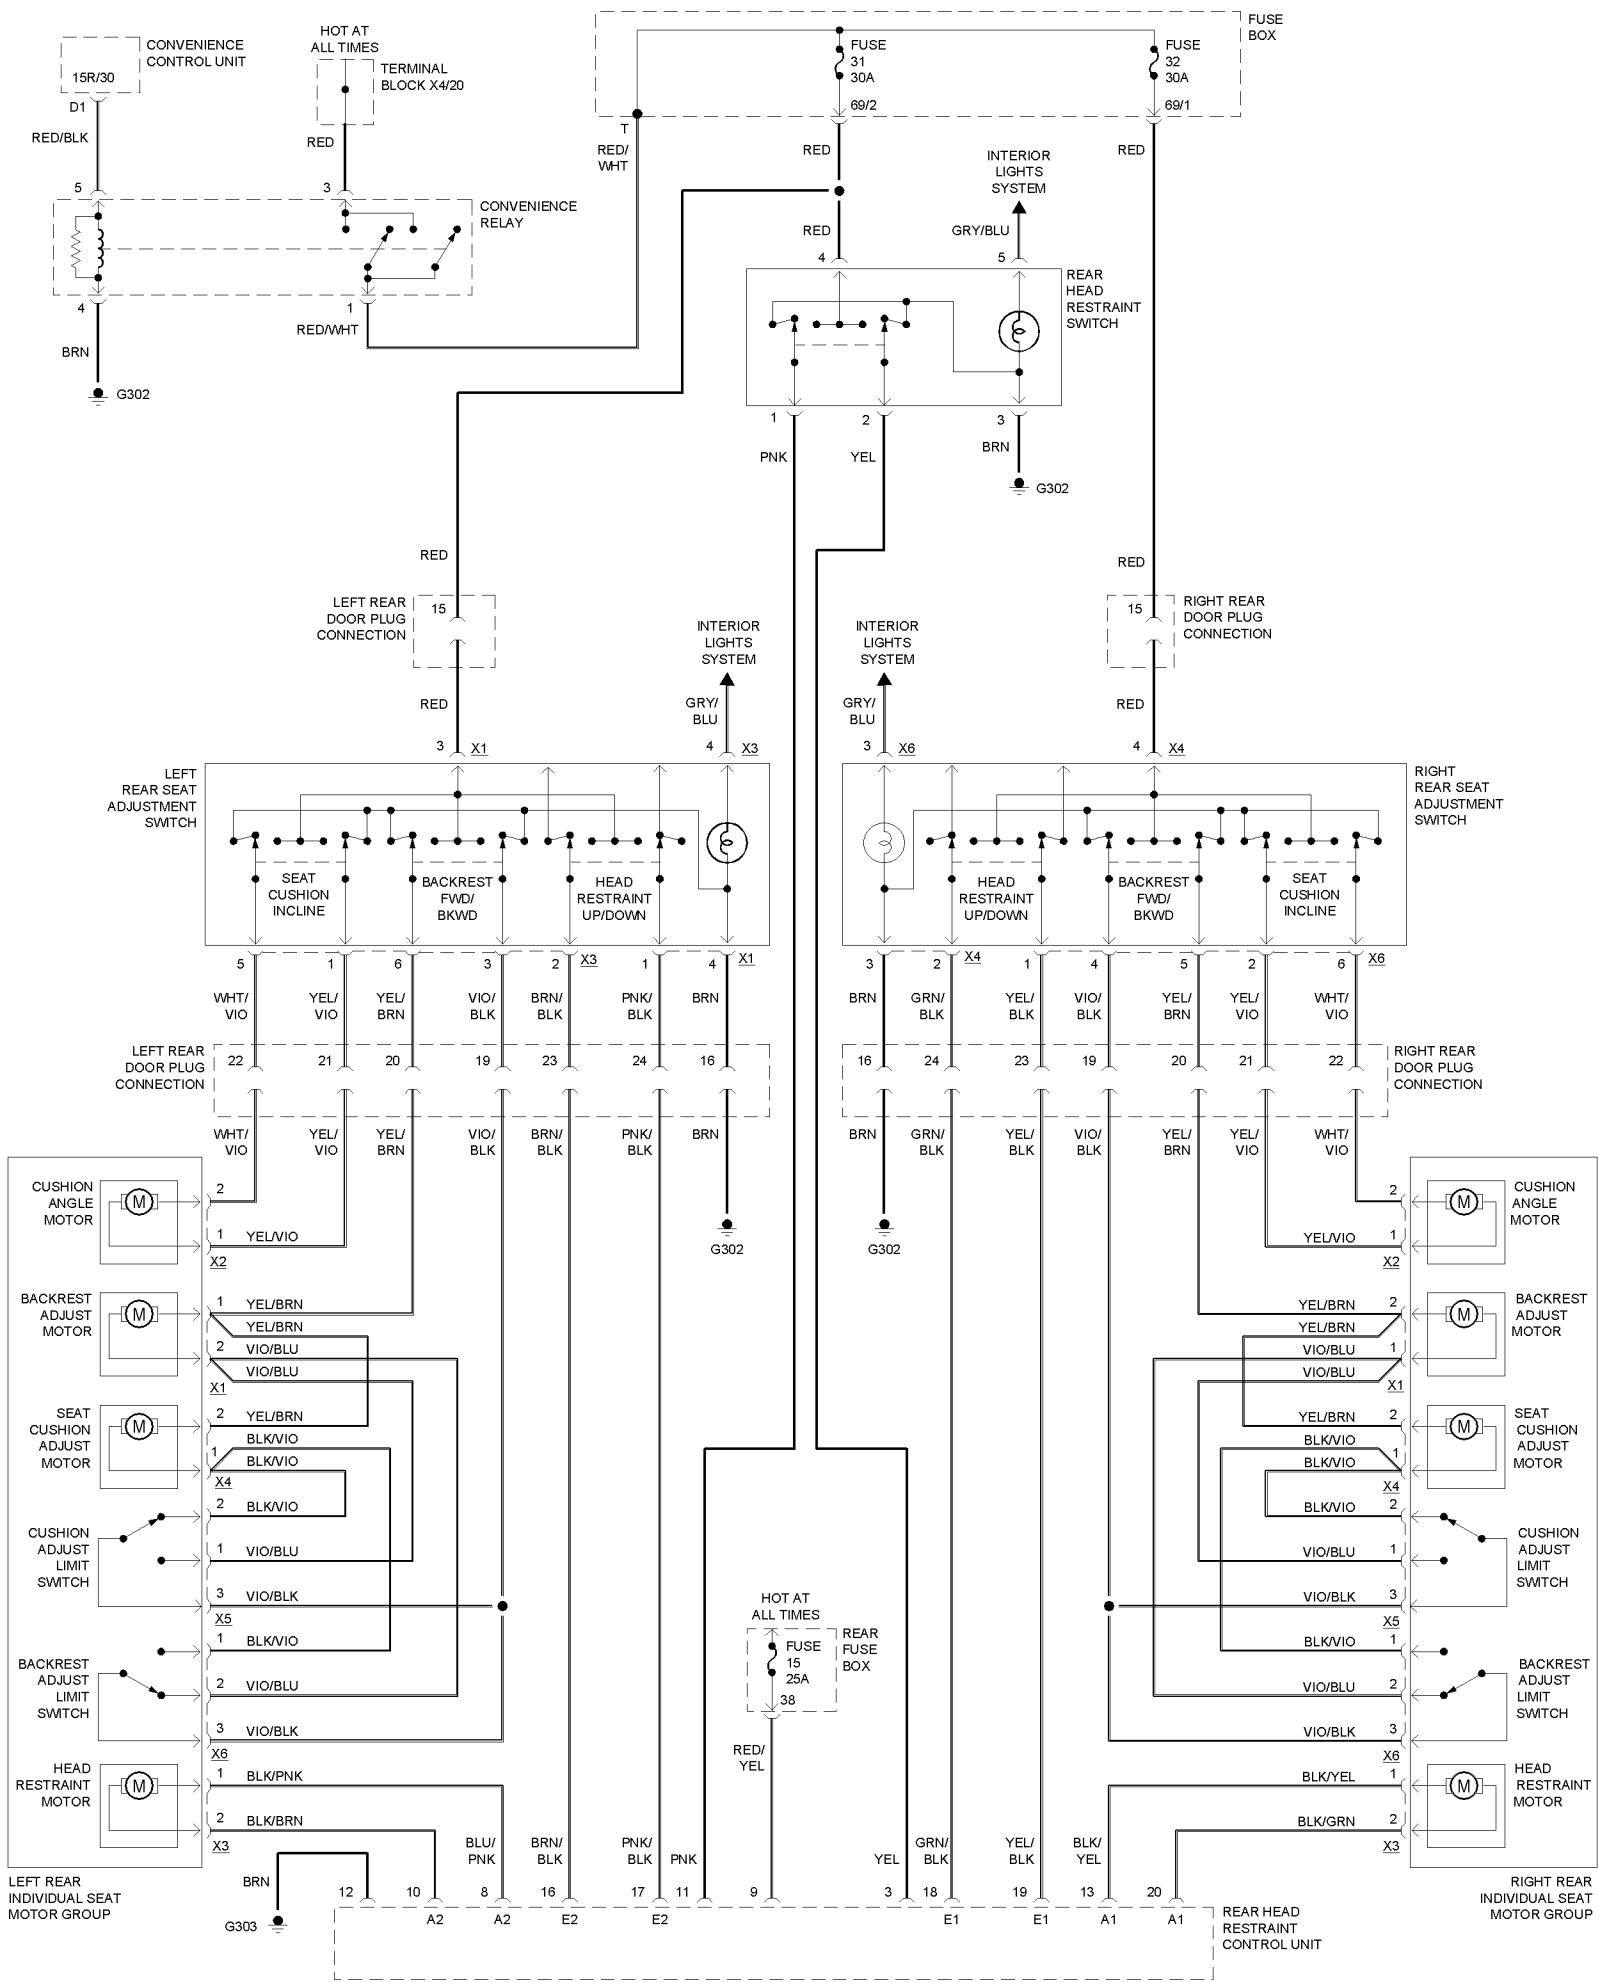 CONVENIENCE
CONTROL UNIT
15R/30
D1
RED/BLK
5
HOT AT
ALL TIMES
TERMINAL
BLOCK X4/20
RED
3
CONVENIENCE
RELAY
4
BRN
G302
1
RED/WHT
FUSE
BOX
FUSE
31
30A
69/2
FUSE
32
30A
69/1
T
RED/
WHT
RED
RED
RED
4
INTERIOR
LIGHTS
SYSTEM
GRY/BLU
5
REAR
HEAD
RESTRAINT
SWITCH
1
2
3
PNK
YEL
BRN
G302
RED
RED
LEFT REAR
DOOR PLUG
CONNECTION
15
RED
3 X1
INTERIOR
LIGHTS
SYSTEM
GRY/
BLU
4 X3
INTERIOR
LIGHTS
SYSTEM
GRY/
BLU
3 X6
15
RIGHT REAR
DOOR PLUG
CONNECTION
RED
4 X4
LEFT
REAR SEAT
ADJUSTMENT
SWITCH
SEAT
CUSHION
INCLINE
BACKREST
FWD/
BKWD
HEAD
RESTRAINT
UP/DOWN
HEAD
RESTRAINT
UP/DOWN
BACKREST
FWD/
BKWD
SEAT
CUSHION
INCLINE
RIGHT
REAR SEAT
ADJUSTMENT
SWITCH
5 1 6 3 2 X3 1 4 X1
3 2 X4 1 4 5 2 6 X6
WHT/
VIO
YEL/
VIO
YEL/
BRN
VIO/
BLK
BRN/
BLK
PNK/
BLK
BRN
BRN
GRN/
BLK
YEL/
BLK
VIO/
BLK
YEL/
BRN
YEL/
VIO
WHT/
VIO
LEFT REAR
DOOR PLUG
CONNECTION
22 21 20 19 23 24 16
16 24 23 19 20 21 22
RIGHT REAR
DOOR PLUG
CONNECTION
WHT/
VIO
YEL/
VIO
YEL/
BRN
VIO/
BLK
BRN/
BLK
PNK/
BLK
BRN
BRN
GRN/
BLK
YEL/
BLK
VIO/
BLK
YEL/
BRN
YEL/
VIO
WHT/
VIO
G302
G302
CUSHION
ANGLE
MOTOR
M
2
1 YEL/VIO
X2
BACKREST
ADJUST
MOTOR
M
1 YEL/BRN
YEL/BRN
2 VIO/BLU
VIO/BLU
X1
SEAT
CUSHION
ADJUST
MOTOR
M
2 YEL/BRN
BLK/VIO
1 BLK/VIO
X4
CUSHION
ADJUST
LIMIT
SWITCH
2 BLK/VIO
1 VIO/BLU
3 VIO/BLK
X5
BACKREST
ADJUST
LIMIT
SWITCH
1 BLK/VIO
2 VIO/BLU
3 VIO/BLK
X6
HEAD
RESTRAINT
MOTOR
M
1 BLK/PNK
2 BLK/BRN
X3
LEFT REAR
INDIVIDUAL SEAT
MOTOR GROUP
CUSHION
ANGLE
MOTOR
M
2
YEL/VIO 1
X2
BACKREST
ADJUST
MOTOR
M
YEL/BRN 2
YEL/BRN
VIO/BLU 1
VIO/BLU
X1
SEAT
CUSHION
ADJUST
MOTOR
M
YEL/BRN 2
BLK/VIO
BLK/VIO 1
X4
CUSHION
ADJUST
LIMIT
SWITCH
BLK/VIO 2
VIO/BLU 1
VIO/BLK 3
X5
BACKREST
ADJUST
LIMIT
SWITCH
BLK/VIO 1
VIO/BLU 2
VIO/BLK 3
X6
HEAD
RESTRAINT
MOTOR
M
BLK/YEL 1
BLK/GRN 2
X3
RIGHT REAR
INDIVIDUAL SEAT
MOTOR GROUP
HOT AT
ALL TIMES
REAR
FUSE
BOX
FUSE
15
25A
38
RED/
YEL
BRN
G303
BLU/
PNK
BRN/
BLK
PNK/
BLK
PNK
YEL
GRN/
BLK
YEL/
BLK
BLK/
YEL
12 10 8 16 17 11 9 3 18 19 13 20
A2 A2 E2 E2 E1 E1 A1 A1
REAR HEAD
RESTRAINT
CONTROL UNIT